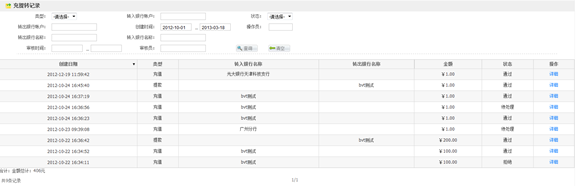 充提转记录
类型: -请选择- 转入银行账户: 状态: -请选择-
转出银行账户: 创建时间: 2012-10-01 ... 2013-03-18 操作员:
转出银行名称: 转入银行名称:
审核时间: ... 审核员: 查询... 清空...
创建日期 类型 转入银行名称 转出银行名称 金额 状态 操作
2012-12-19 11:59:42 充值 光大银行天津科技支行 ¥1.00 通过 详细
2012-10-24 16:45:40 提款 bvt测试 ¥1.00 通过 详细
2012-10-24 16:37:19 充值 bvt测试 ¥1.00 通过 详细
2012-10-24 16:36:56 充值 bvt测试 ¥1.00 待处理 详细
2012-10-24 16:36:23 充值 bvt测试 ¥1.00 通过 详细
2012-10-23 09:39:08 充值 广州分行 ¥1.00 待处理 详细
2012-10-22 16:36:42 提款 bvt测试 ¥200.00 通过 详细
2012-10-22 16:34:52 充值 bvt测试 ¥100.00 通过 详细
2012-10-22 16:34:11 充值 bvt测试 ¥100.00 拒绝 详细
合计: 金额总计: 406元
共9条记录 1/1